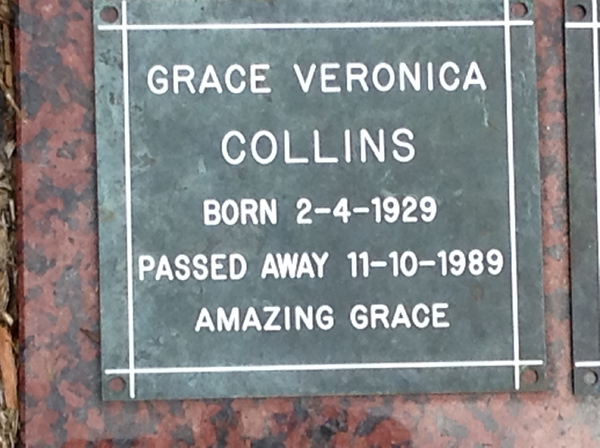 GRACE VERONICA
COLLINS
BORN 2-4-1929
PASSED AWAY 11-10-1989
AMAZING GRACE